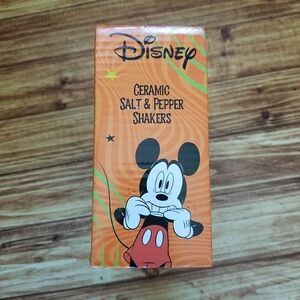 Disney
CERAMIC
SALT & PEPPER
SHAKERS